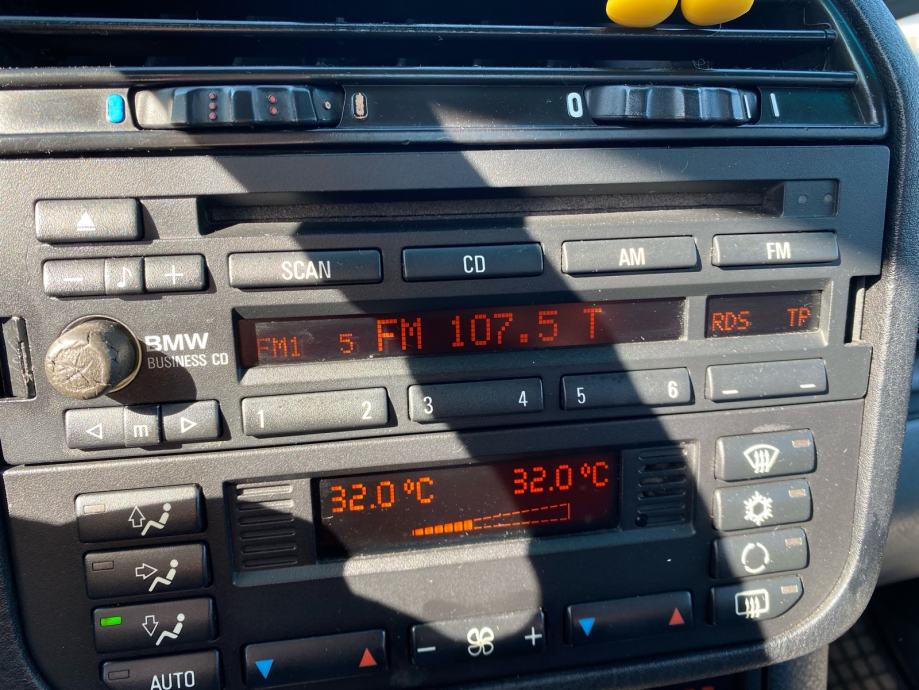 0 I
SCAN CD AM FM
- +
BMW
BUSINESS CD
FM1 5 FM 107.5 T RDS TP
m
1 2 3 4 5 6 - -
32.0 °C 32.0 °C
- +
AUTO